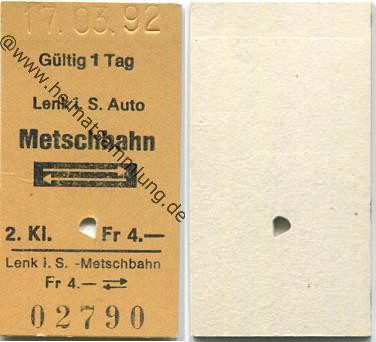 17.03.92
Gültig 1 Tag
Lenk i. S. Auto
Metschbahn
2. Kl. Fr 4.—
Lenk i. S. -Metschbahn
Fr 4.— ⇄
02790
@www.heimatsammlung.de